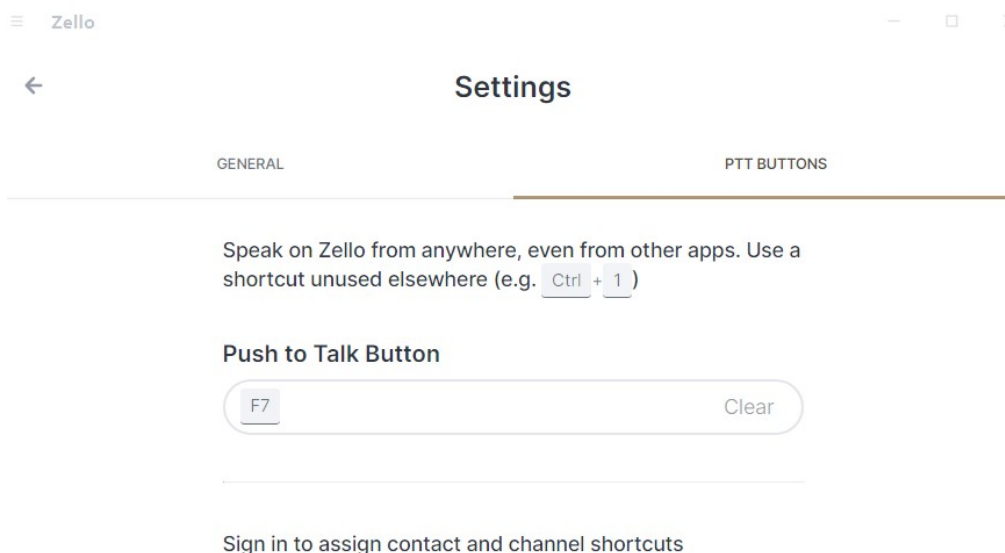 Zello
Settings
GENERAL
PTT BUTTONS
Speak on Zello from anywhere, even from other apps. Use a
shortcut unused elsewhere (e.g. Ctrl + 1 )
Push to Talk Button
F7
Clear
Sign in to assign contact and channel shortcuts